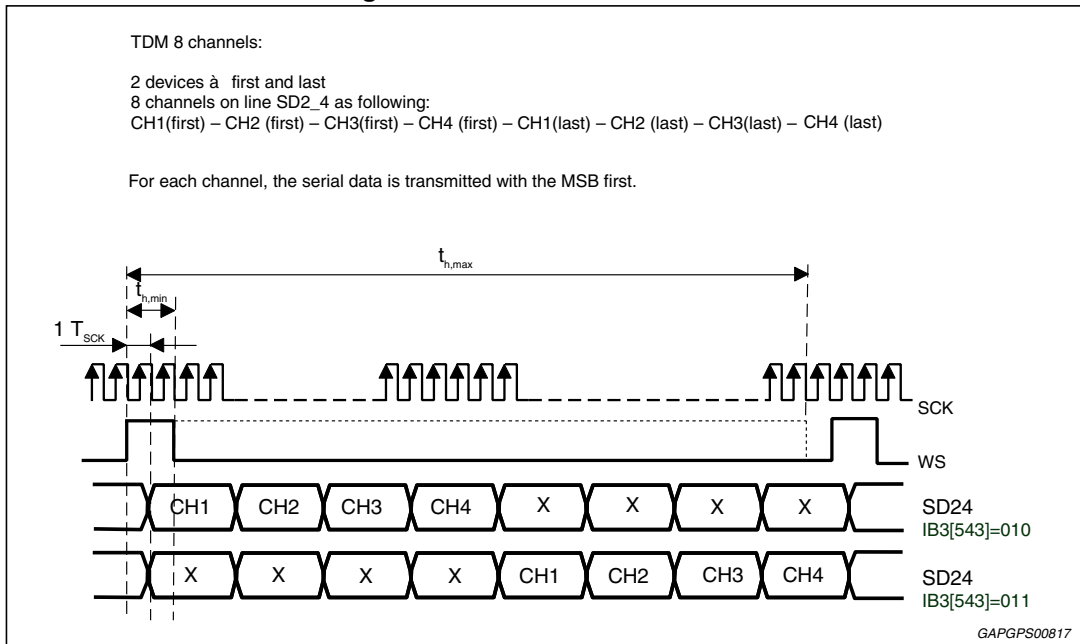 TDM 8 channels:
2 devices à first and last
8 channels on line SD2_4 as following:
CH1(first) – CH2 (first) – CH3(first) – CH4 (first) – CH1(last) – CH2 (last) – CH3(last) – CH4 (last)
For each channel, the serial data is transmitted with the MSB first.
th,max
th,min
1 TSCK
SCK
WS
CH1 CH2 CH3 CH4 X X X X SD24
IB3[543]=010
X X X X CH1 CH2 CH3 CH4 SD24
IB3[543]=011
GAPGPS00817